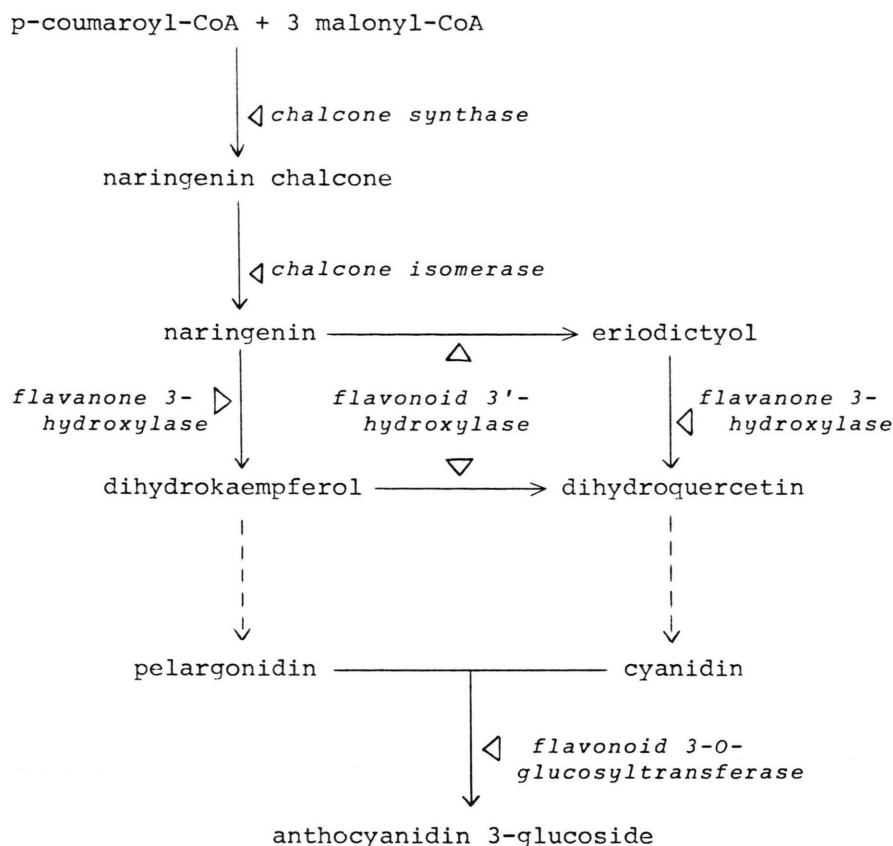 p-coumaroyl-CoA + 3 malonyl-CoA
chalcone synthase
naringenin chalcone
chalcone isomerase
naringenin
eriodictyol
flavanone 3-
hydroxylase
flavonoid 3'-
hydroxylase
flavanone 3-
hydroxylase
dihydrokaempferol
dihydroquercetin
pelargonidin
cyanidin
flavonoid 3-O-
glucosyltransferase
anthocyanidin 3-glucoside